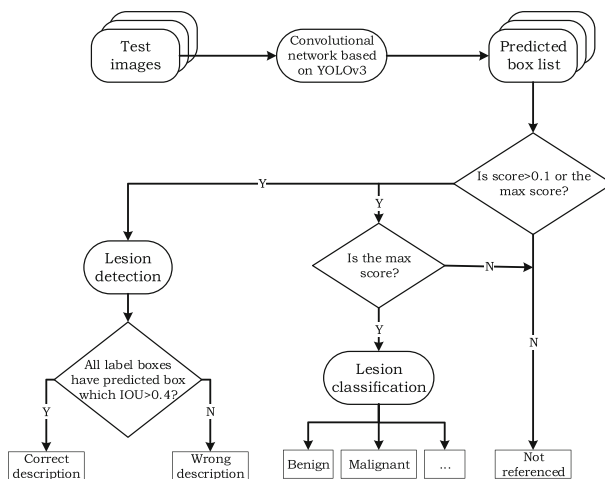 Test
images
Convolutional
network based
on YOLOv3
Predicted
box list
Is score>0.1 or the
max score?
Y
Y
Lesion
detection
Is the max
score?
N
N
Y
All label boxes
have predicted box
which IOU>0.4?
Lesion
classification
Y
N
Correct
description
Wrong
description
Benign
Malignant
...
Not
referenced